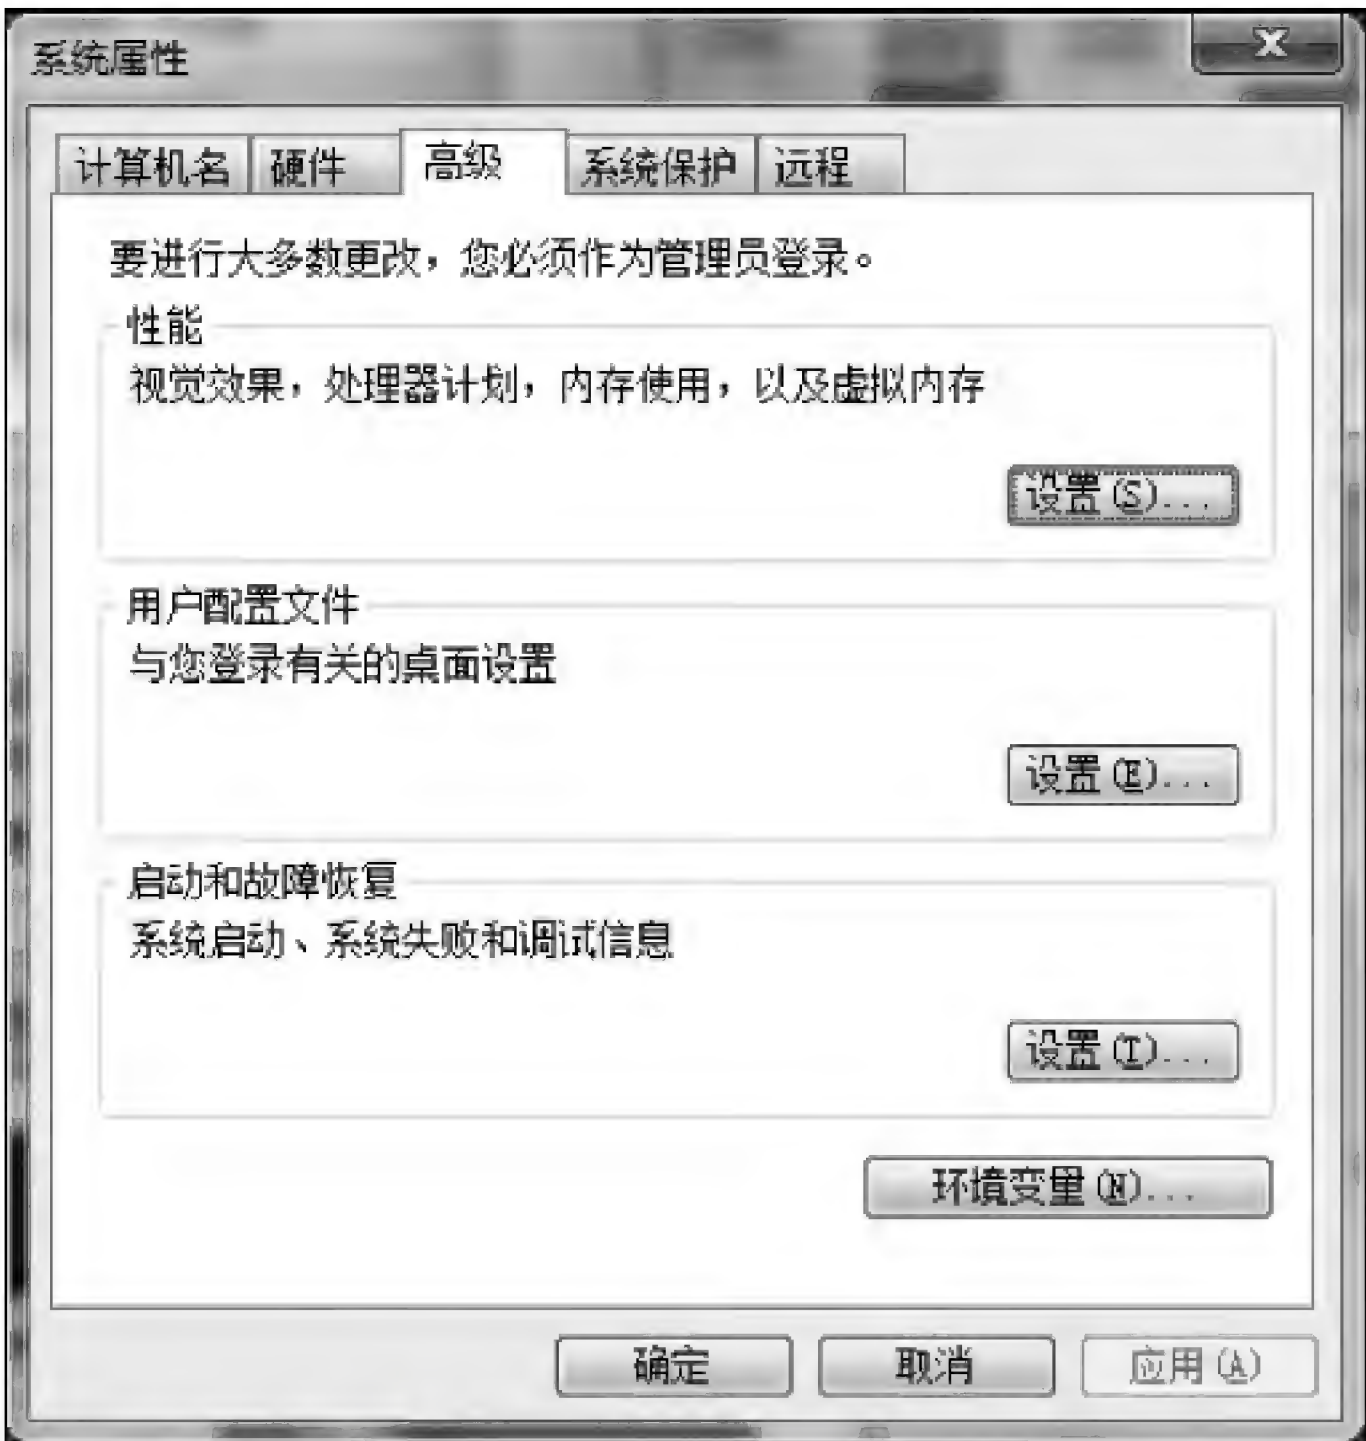 系统属性
计算机名 硬件 高级 系统保护 远程
要进行大多数更改，您必须作为管理员登录。
性能
视觉效果，处理器计划，内存使用，以及虚拟内存
设置(S)...
用户配置文件
与您登录有关的桌面设置
设置(E)...
启动和故障恢复
系统启动、系统失败和调试信息
设置(T)...
环境变量(N)...
确定 取消 应用(A)